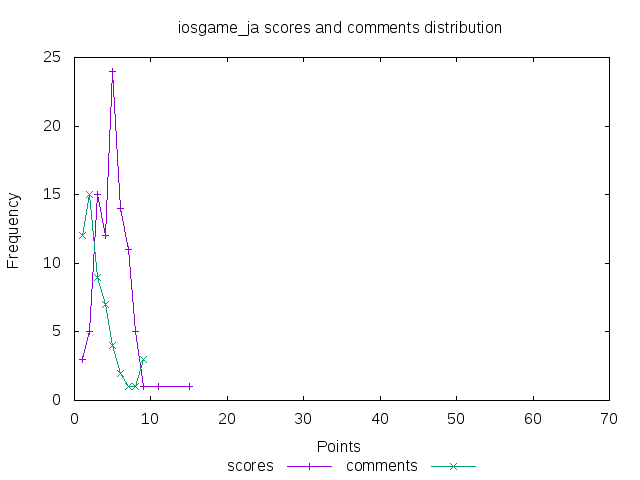 iosgame_ja scores and comments distribution
25
20
15
10
5
0
Frequency
0 10 20 30 40 50 60 70
Points
scores comments